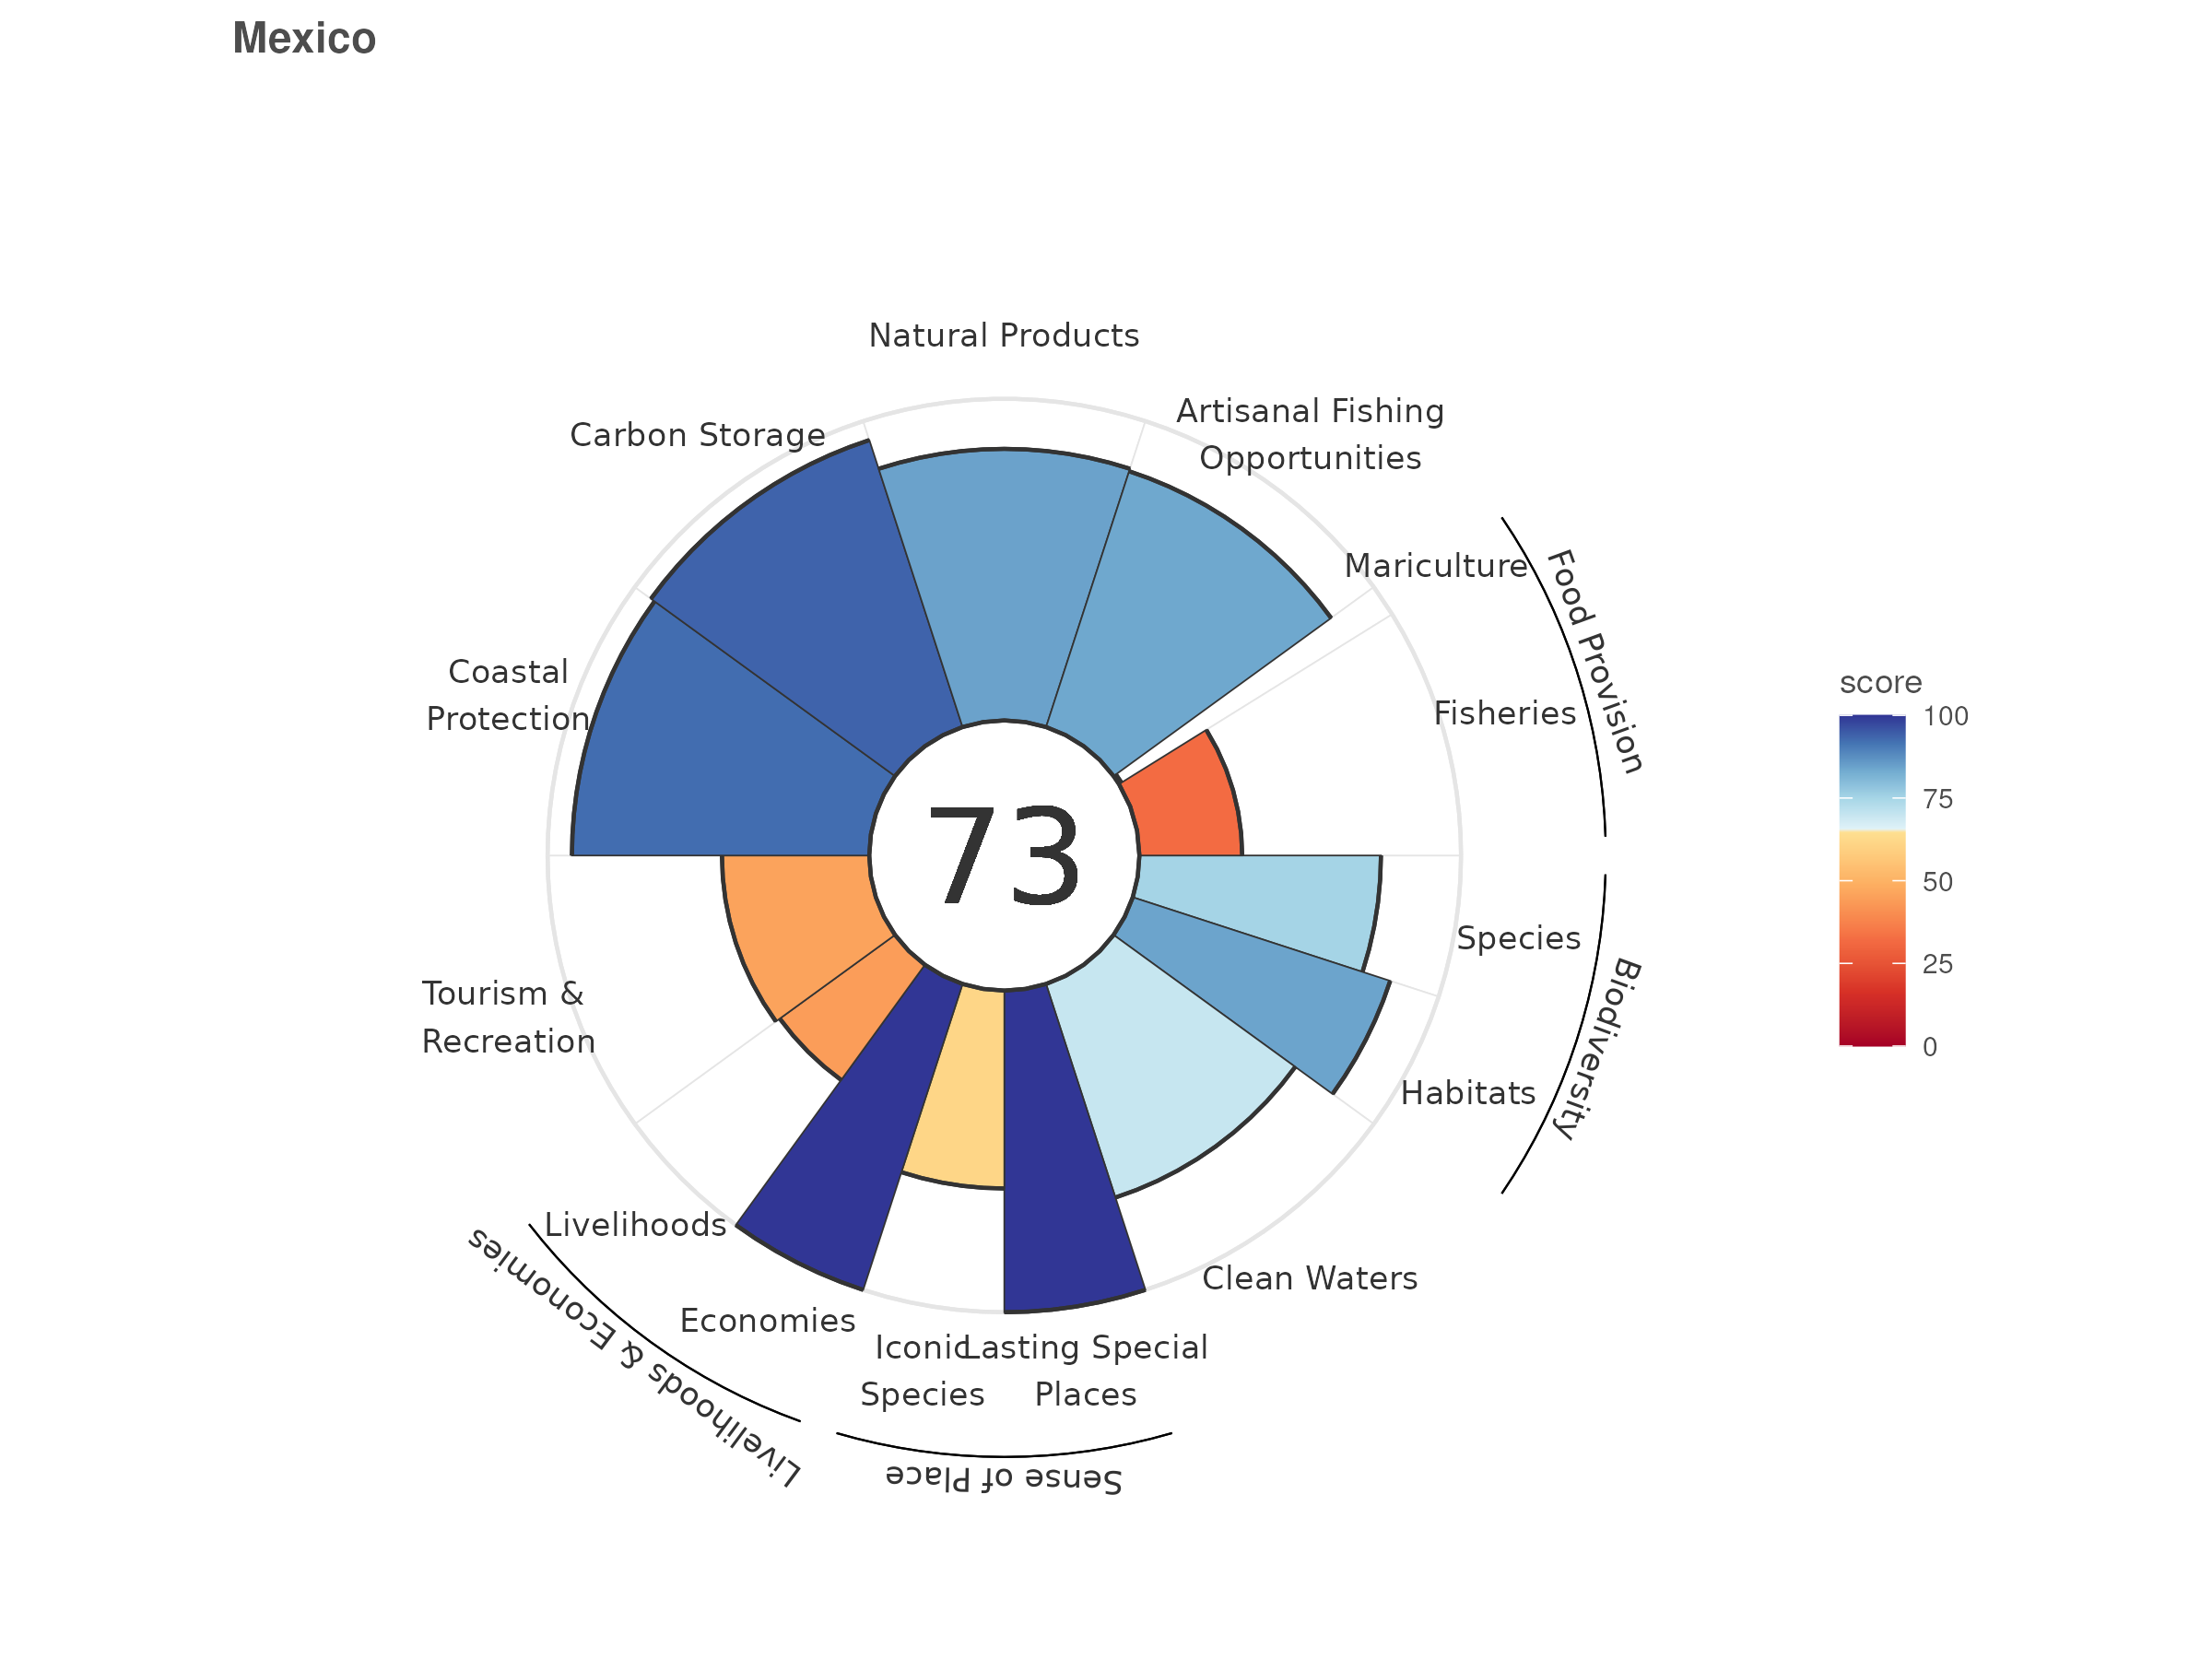 Mexico
Natural Products
Artisanal Fishing
Opportunities
Carbon Storage
Mariculture
Food Provision
Coastal
Protection
Fisheries
score
100
75
50
25
0
73
Species
Biodiversity
Tourism &
Recreation
Habitats
Livelihoods
Livelihoods & Economies
Clean Waters
Economies
Iconic
Species
Lasting Special
Places
Sense of Place